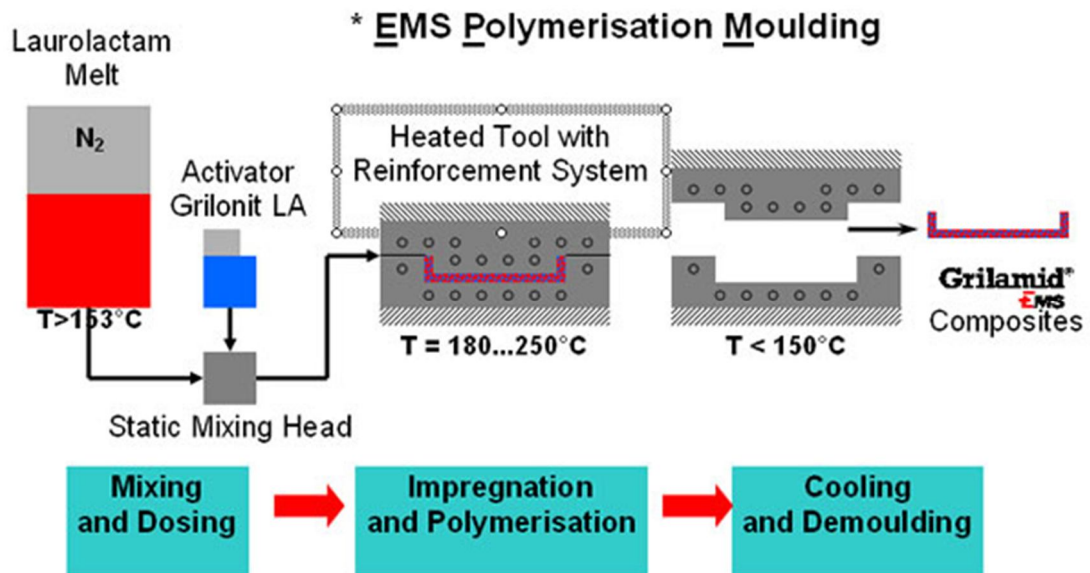 * EMS Polymerisation Moulding
Laurolactam
Melt
N₂
T>153°C
Activator
Grilonit LA
Static Mixing Head
Heated Tool with
Reinforcement System
T = 180...250°C
T < 150°C
Grilamid®
EMS
Composites
Mixing
and Dosing
Impregnation
and Polymerisation
Cooling
and Demoulding